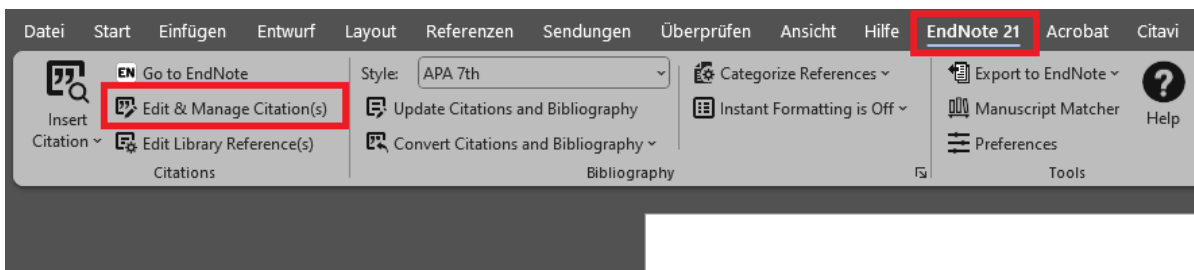 Datei Start Einfügen Entwurf Layout Referenzen Sendungen Überprüfen Ansicht Hilfe EndNote 21 Acrobat Citavi
Insert Citation
EN Go to EndNote
Edit & Manage Citation(s)
Edit Library Reference(s)
Citations
Style: APA 7th
Update Citations and Bibliography
Convert Citations and Bibliography
Categorize References
Instant Formatting is Off
Bibliography
Export to EndNote
Manuscript Matcher
Preferences
Tools
Help